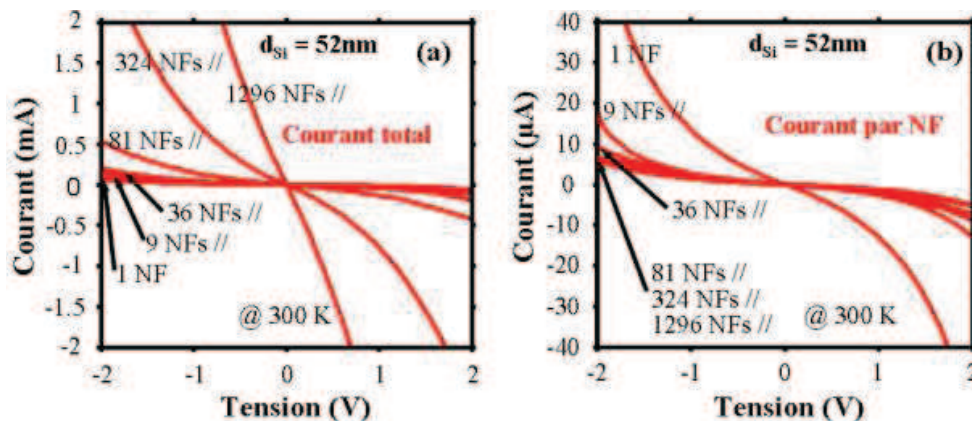 d_Si = 52nm
(a)
324 NFs //
1296 NFs //
Courant total
81 NFs //
36 NFs //
9 NFs //
1 NF
@ 300 K
Courant (mA)
2
1.5
1
0.5
0
-0.5
-1
-1.5
-2
-2
-1
0
1
2
Tension (V)
d_Si = 52nm
(b)
1 NF
9 NFs //
Courant par NF
36 NFs //
81 NFs //
324 NFs //
1296 NFs //
@ 300 K
Courant (µA)
40
30
20
10
0
-10
-20
-30
-40
-2
-1
0
1
2
Tension (V)